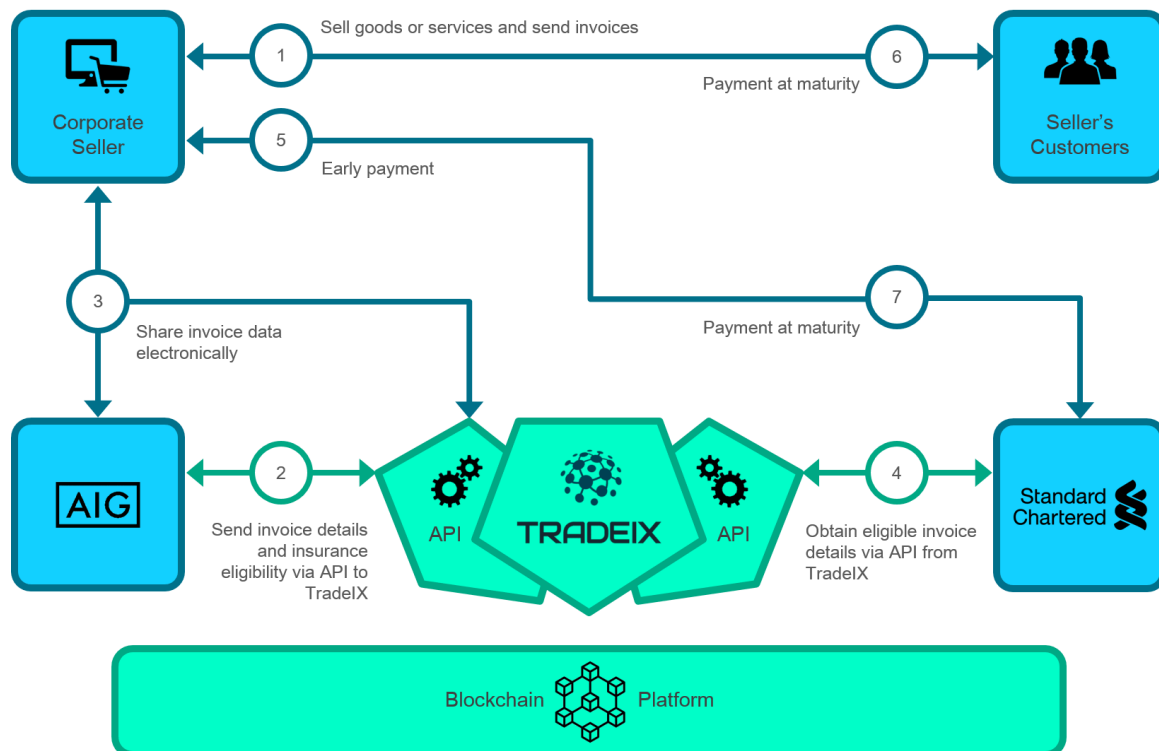 Sell goods or services and send invoices
1
6
Payment at maturity
Corporate
Seller
Seller's
Customers
5
Early payment
3
Share invoice data
electronically
7
Payment at maturity
AIG
2
Send invoice details
and insurance
eligibility via API to
TradeIX
API
TRADEIX
API
4
Obtain eligible invoice
details via API from
TradeIX
Standard
Chartered
Blockchain
Platform